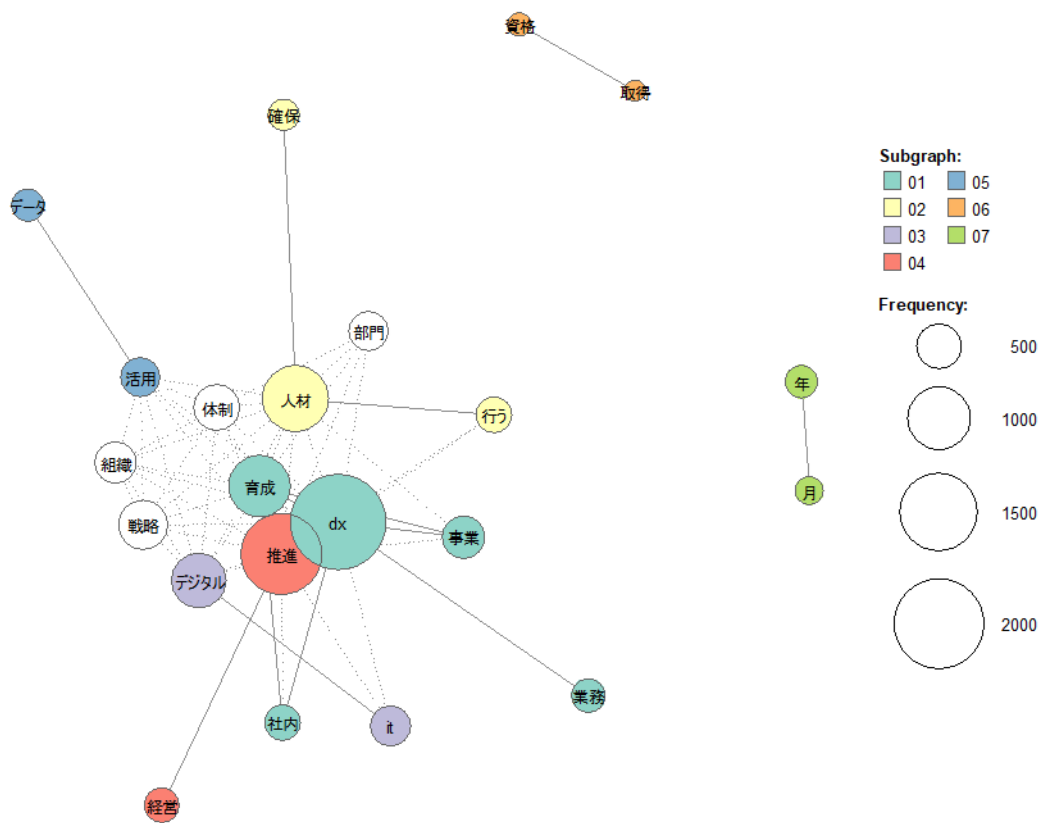 資格
取得
確保
データ
部門
活用
体制
人材
行う
組織
育成
戦略
dx
事業
推進
デジタル
社内
it
業務
経営
年
月
Subgraph:
01 05
02 06
03 07
04
Frequency:
500
1000
1500
2000